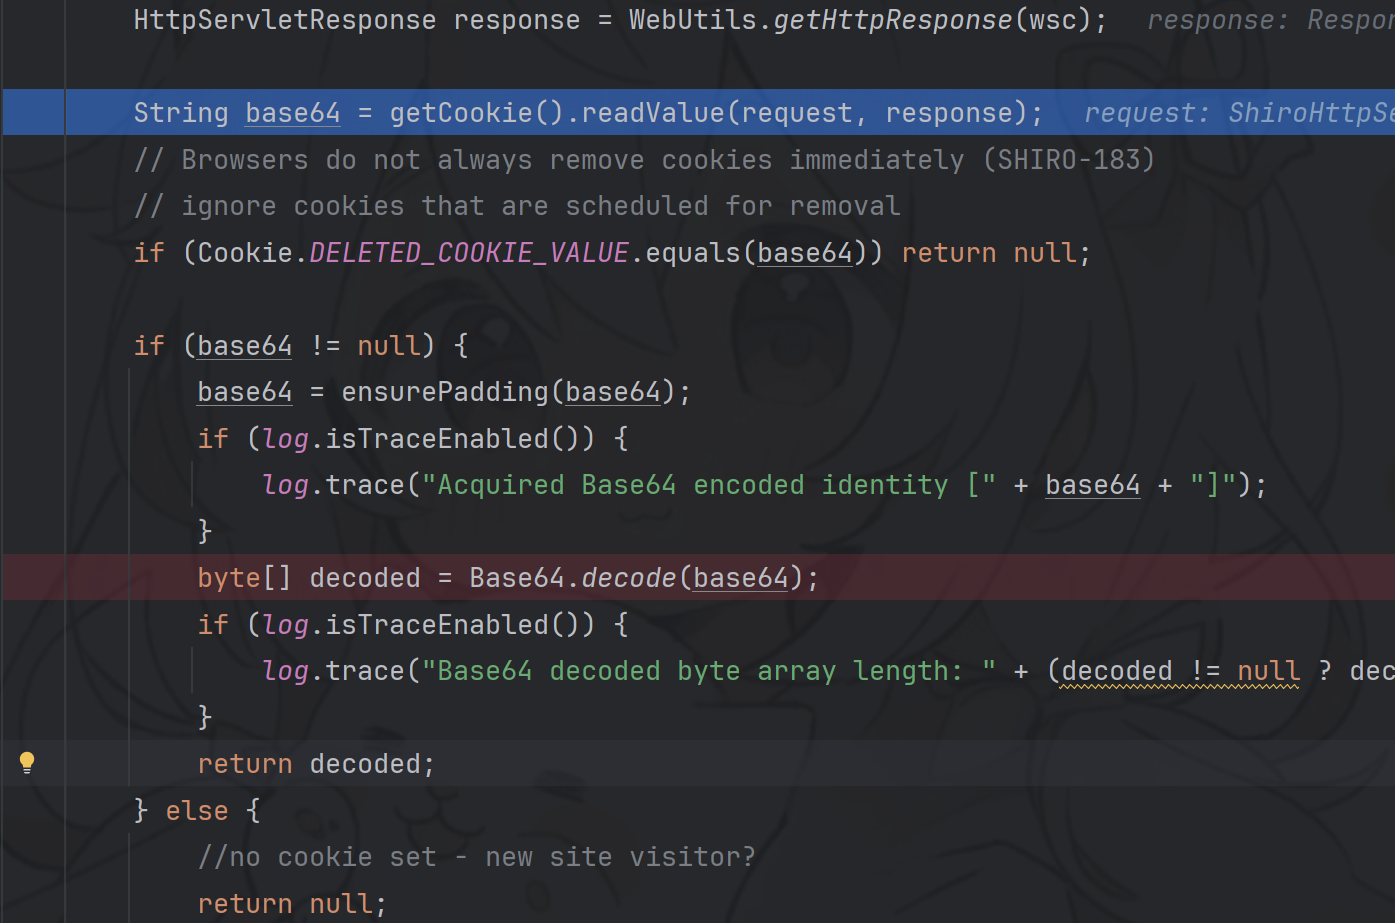 HttpServletResponse response = WebUtils.getHttpResponse(wsc); response:
String base64 = getCookie().readValue(request, response); request:
// Browsers do not always remove cookies immediately (SHIRO-183)
// ignore cookies that are scheduled for removal
if (Cookie.DELETED_COOKIE_VALUE.equals(base64)) return null;
if (base64 != null) {
base64 = ensurePadding(base64);
if (log.isTraceEnabled()) {
log.trace("Acquired Base64 encoded identity [" + base64 + "]");
}
byte[] decoded = Base64.decode(base64);
if (log.isTraceEnabled()) {
log.trace("Base64 decoded byte array length: " + (decoded != null ?
}
return decoded;
} else {
//no cookie set - new site visitor?
return null;